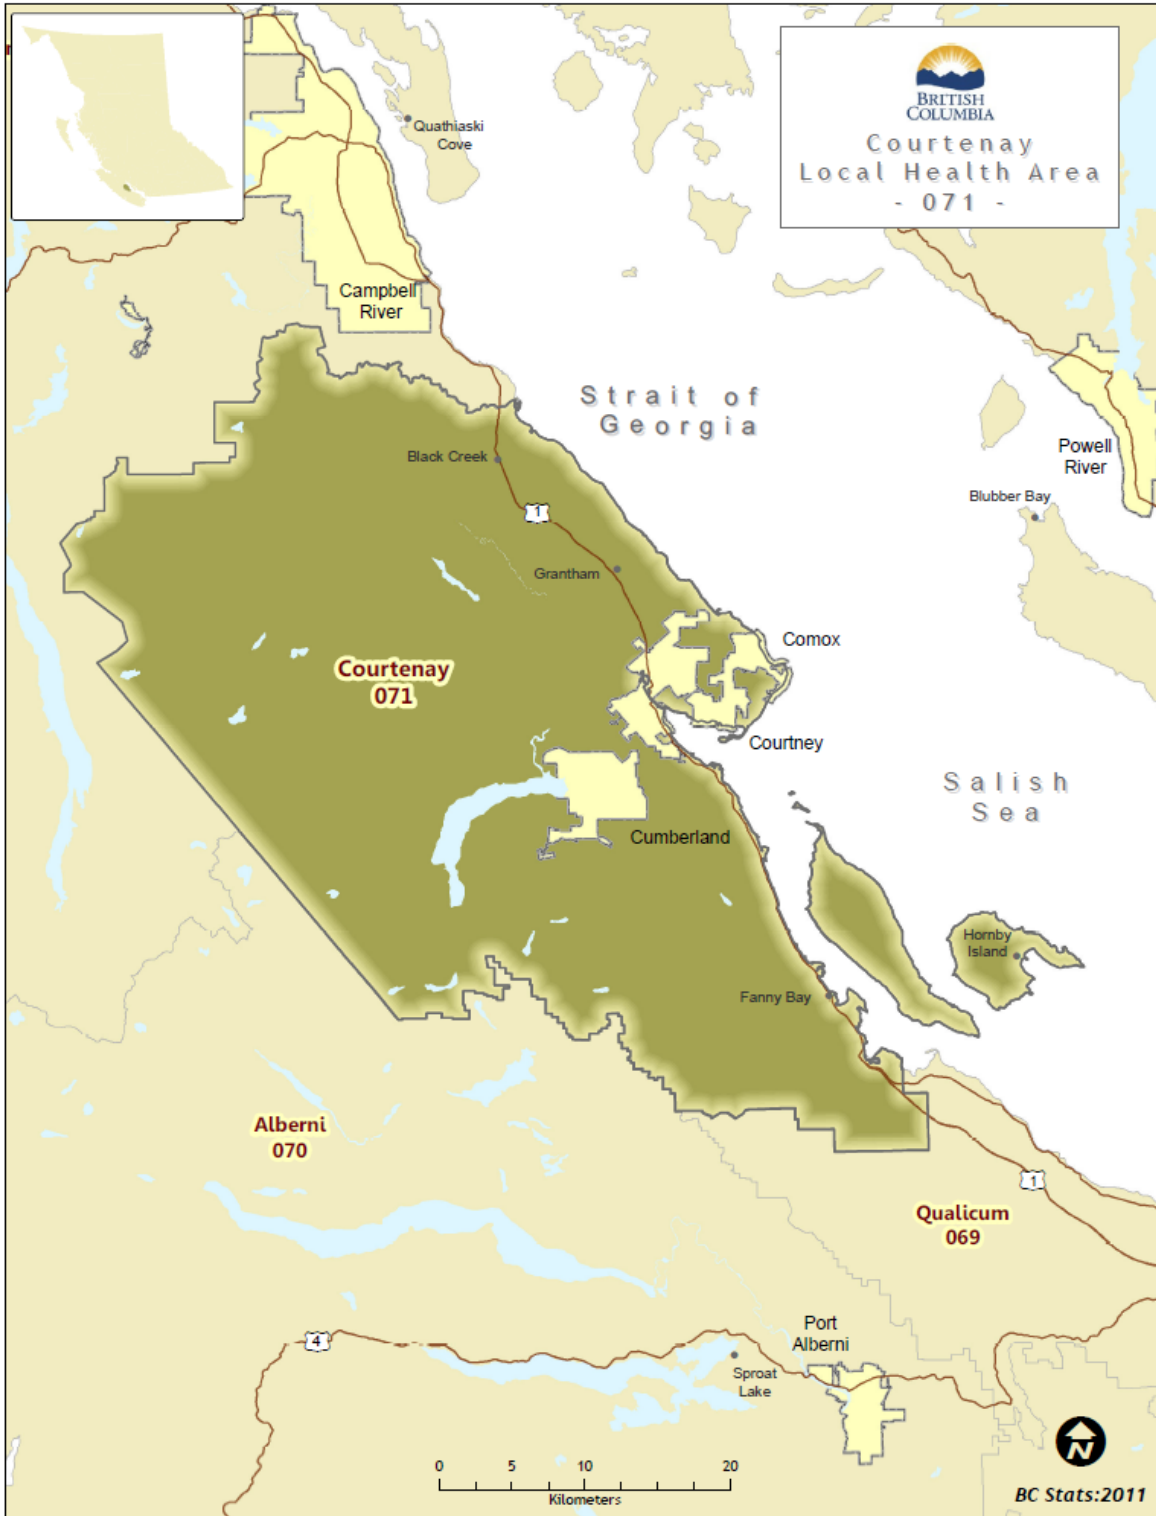 BRITISH
COLUMBIA
Courtenay
Local Health Area
- 071 -
Quathiaski
Cove
Campbell
River
Strait of
Georgia
Powell
River
Black Creek
Blubber Bay
1
Grantham
Comox
Courtenay
071
Courtney
Salish
Sea
Cumberland
Hornby
Island
Fanny Bay
Alberni
070
1
Qualicum
069
Port
Alberni
4
Sproat
Lake
N
0 5 10 20
Kilometers
BC Stats:2011